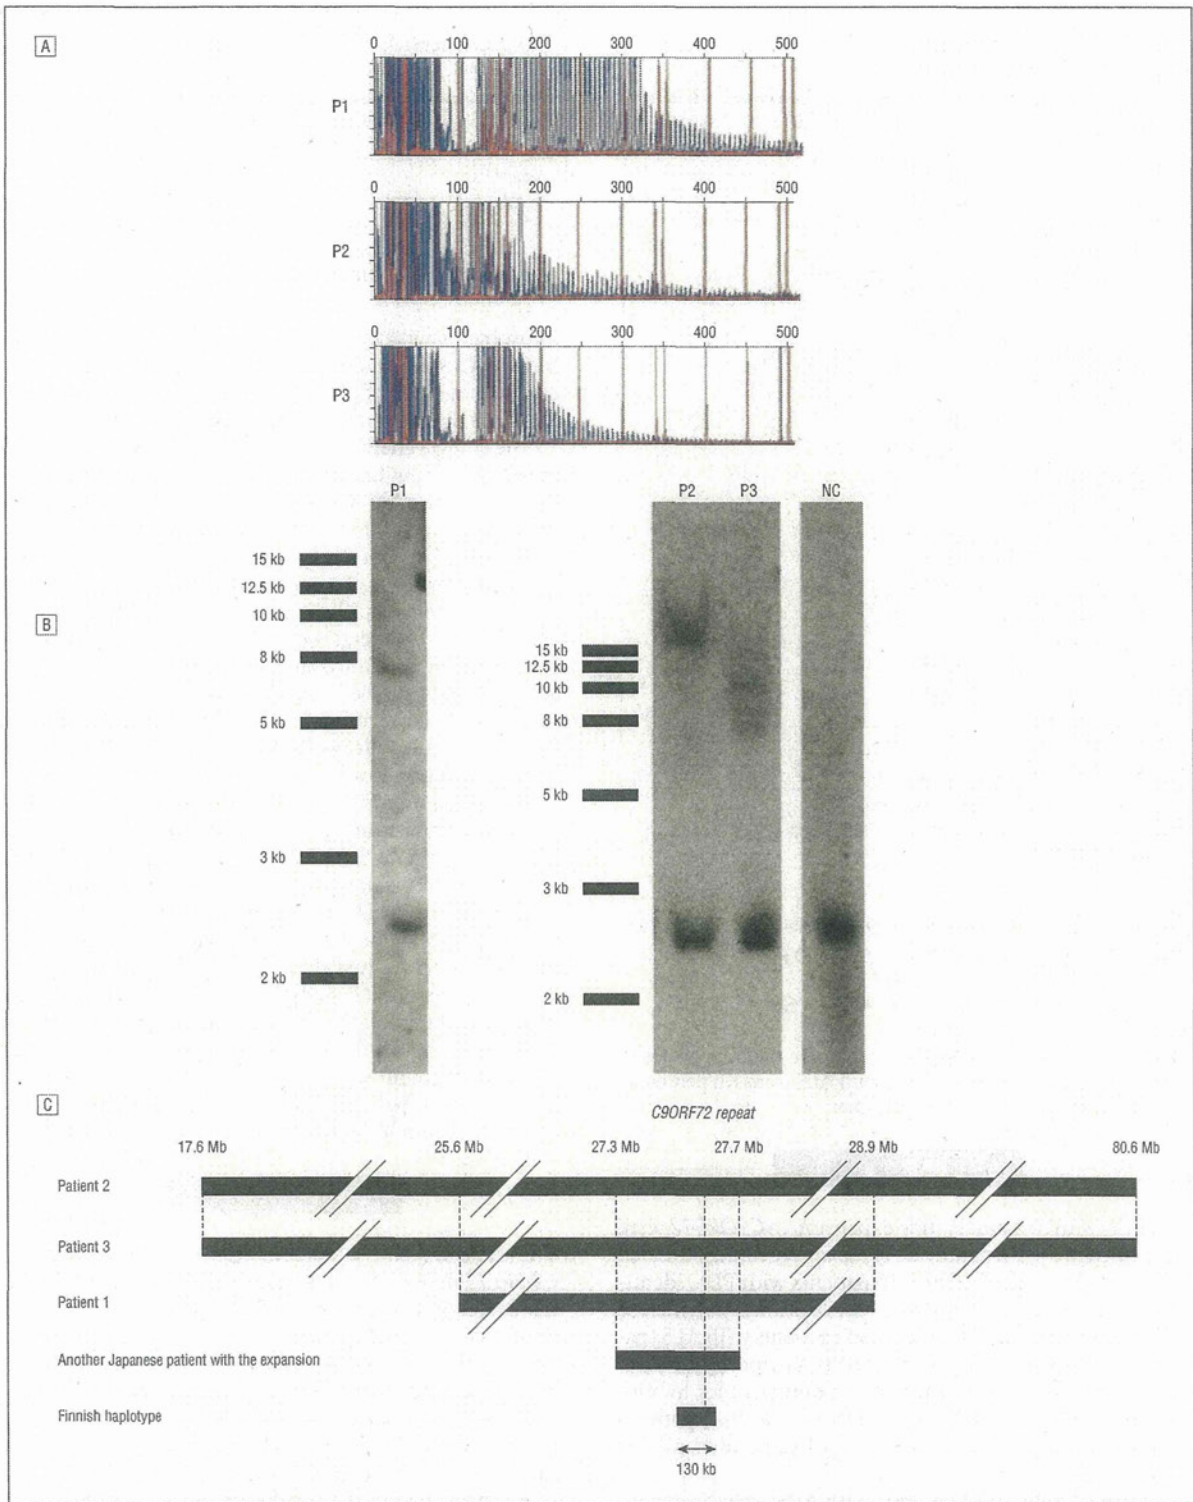 A
0 100 200 300 400 500
P1
0 100 200 300 400 500
P2
0 100 200 300 400 500
P3
B
P1
15 kb
12.5 kb
10 kb
8 kb
5 kb
3 kb
2 kb
P2 P3 NC
15 kb
12.5 kb
10 kb
8 kb
5 kb
3 kb
2 kb
C
C9ORF72 repeat
17.6 Mb 25.6 Mb 27.3 Mb 27.7 Mb 28.9 Mb 80.6 Mb
Patient 2
Patient 3
Patient 1
Another Japanese patient with the expansion
Finnish haplotype
130 kb